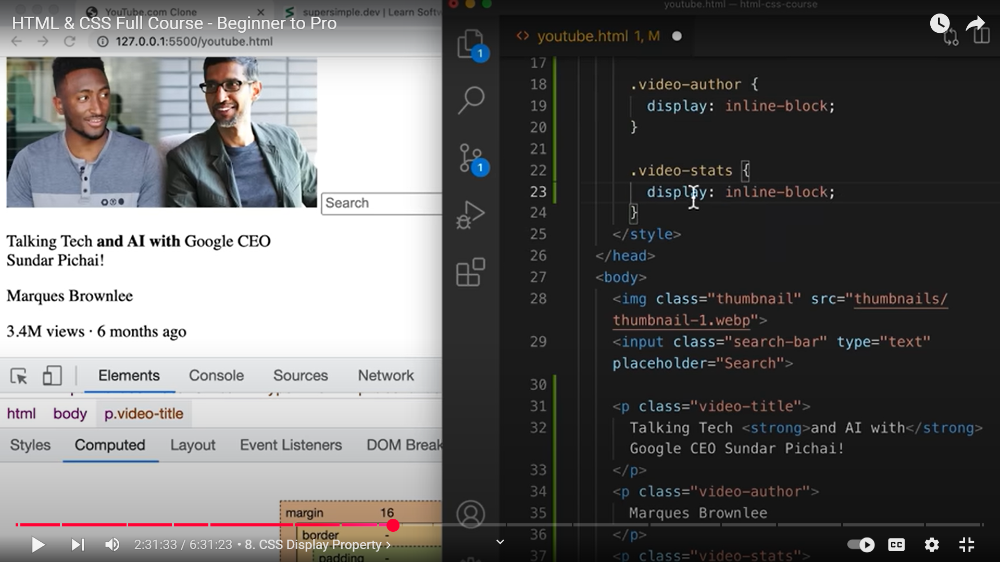 YouTube.com Clone
supersimple.dev | Learn Softw
HTML & CSS Full Course - Beginner to Pro
127.0.0.1:5500/youtube.html
Search
Talking Tech and AI with Google CEO
Sundar Pichai!
Marques Brownlee
3.4M views · 6 months ago
Elements Console Sources Network
html body p.video-title
Styles Computed Layout Event Listeners DOM Break
margin 16
border -
padding -
youtube.html — html-css-course
youtube.html 1, M
1
1
17
18 .video-author {
19 display: inline-block;
20 }
21
22 .video-stats {
23 display: inline-block;
24 }
25 </style>
26 </head>
27 <body>
28 <img class="thumbnail" src="thumbnails/
thumbnail-1.webp">
29 <input class="search-bar" type="text"
placeholder="Search">
30
31 <p class="video-title">
32 Talking Tech <strong>and AI with</strong>
Google CEO Sundar Pichai!
33 </p>
34 <p class="video-author">
35 Marques Brownlee
36 </p>
37 <p class="video-stats">
2:31:33 / 6:31:23 • 8. CSS Display Property
CC